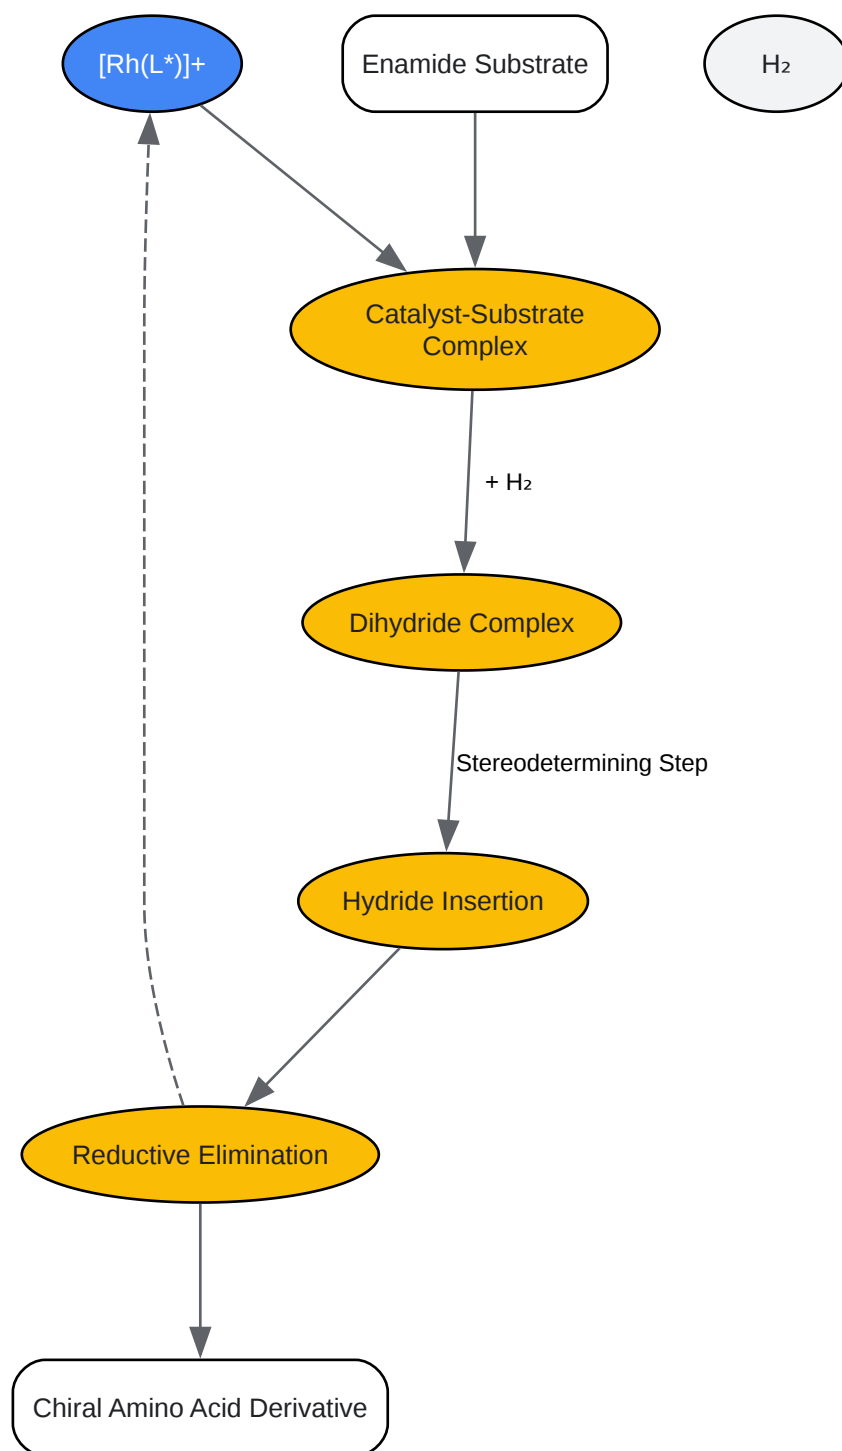 [Rh(L*)]+
Enamide Substrate
H₂
Catalyst-Substrate
Complex
+ H₂
Dihydride Complex
Stereodetermining Step
Hydride Insertion
Reductive Elimination
Chiral Amino Acid Derivative